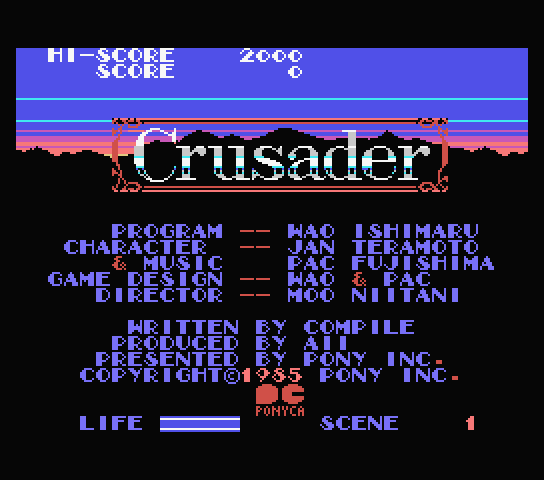 HI-SCORE 2000
SCORE 0
Crusader
PROGRAM -- WAO ISHIMARU
CHARACTER -- JAN TERAMOTO
& MUSIC PAC FUJISHIMA
GAME DESIGN -- WAO & PAC
DIRECTOR -- MOO NIITANI
WRITTEN BY COMPILE
PRODUCED BY AII
PRESENTED BY PONY INC.
COPYRIGHT©1985 PONY INC.
PONYCA
LIFE SCENE 1